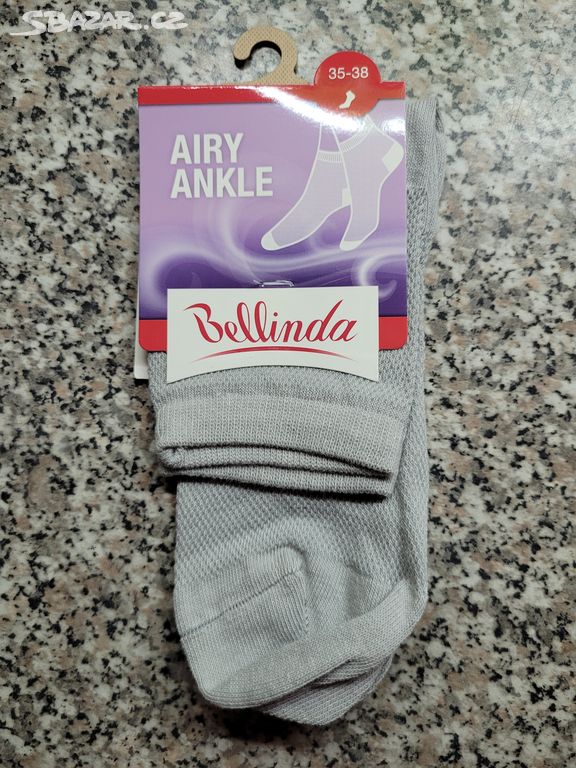 SBAZAR.CZ
35-38
AIRY
ANKLE
Bellinda